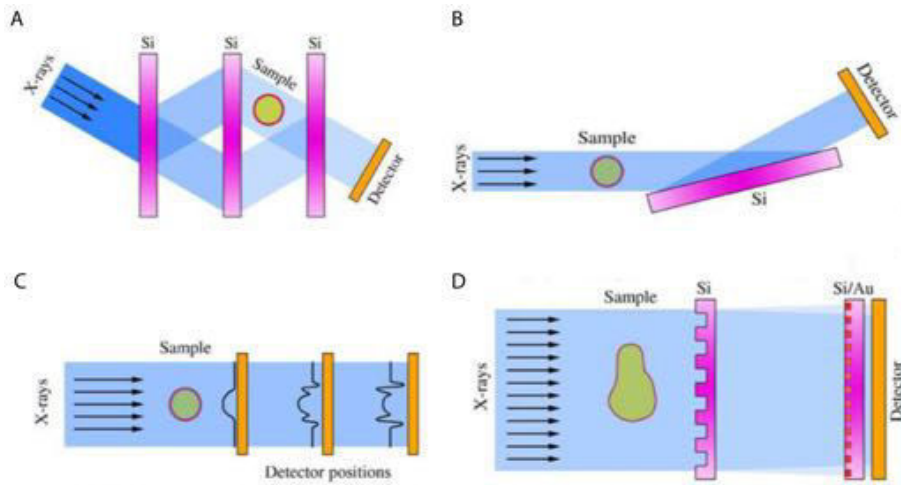 A
Si
Si
Si
X-rays
Sample
Detector
B
X-rays
Sample
Si
Detector
C
X-rays
Sample
Detector positions
D
X-rays
Sample
Si
Si/Au
Detector